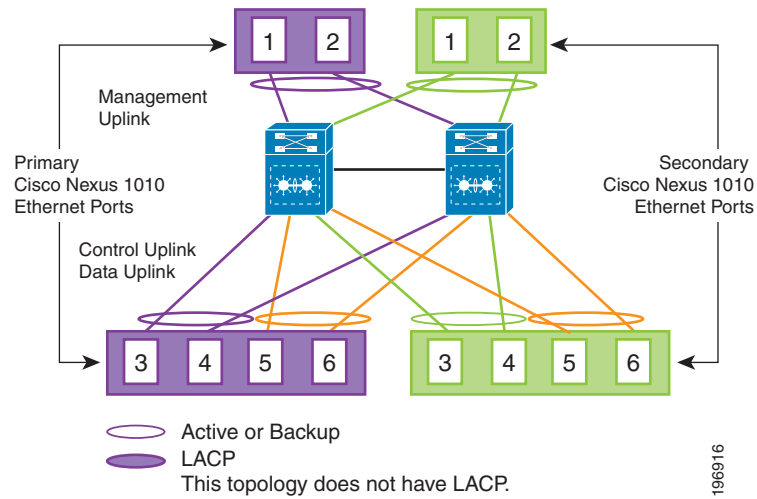 1 2 1 2
Management
Uplink
Primary
Cisco Nexus 1010
Ethernet Ports
Secondary
Cisco Nexus 1010
Ethernet Ports
Control Uplink
Data Uplink
3 4 5 6 3 4 5 6
Active or Backup
LACP
This topology does not have LACP.
196916